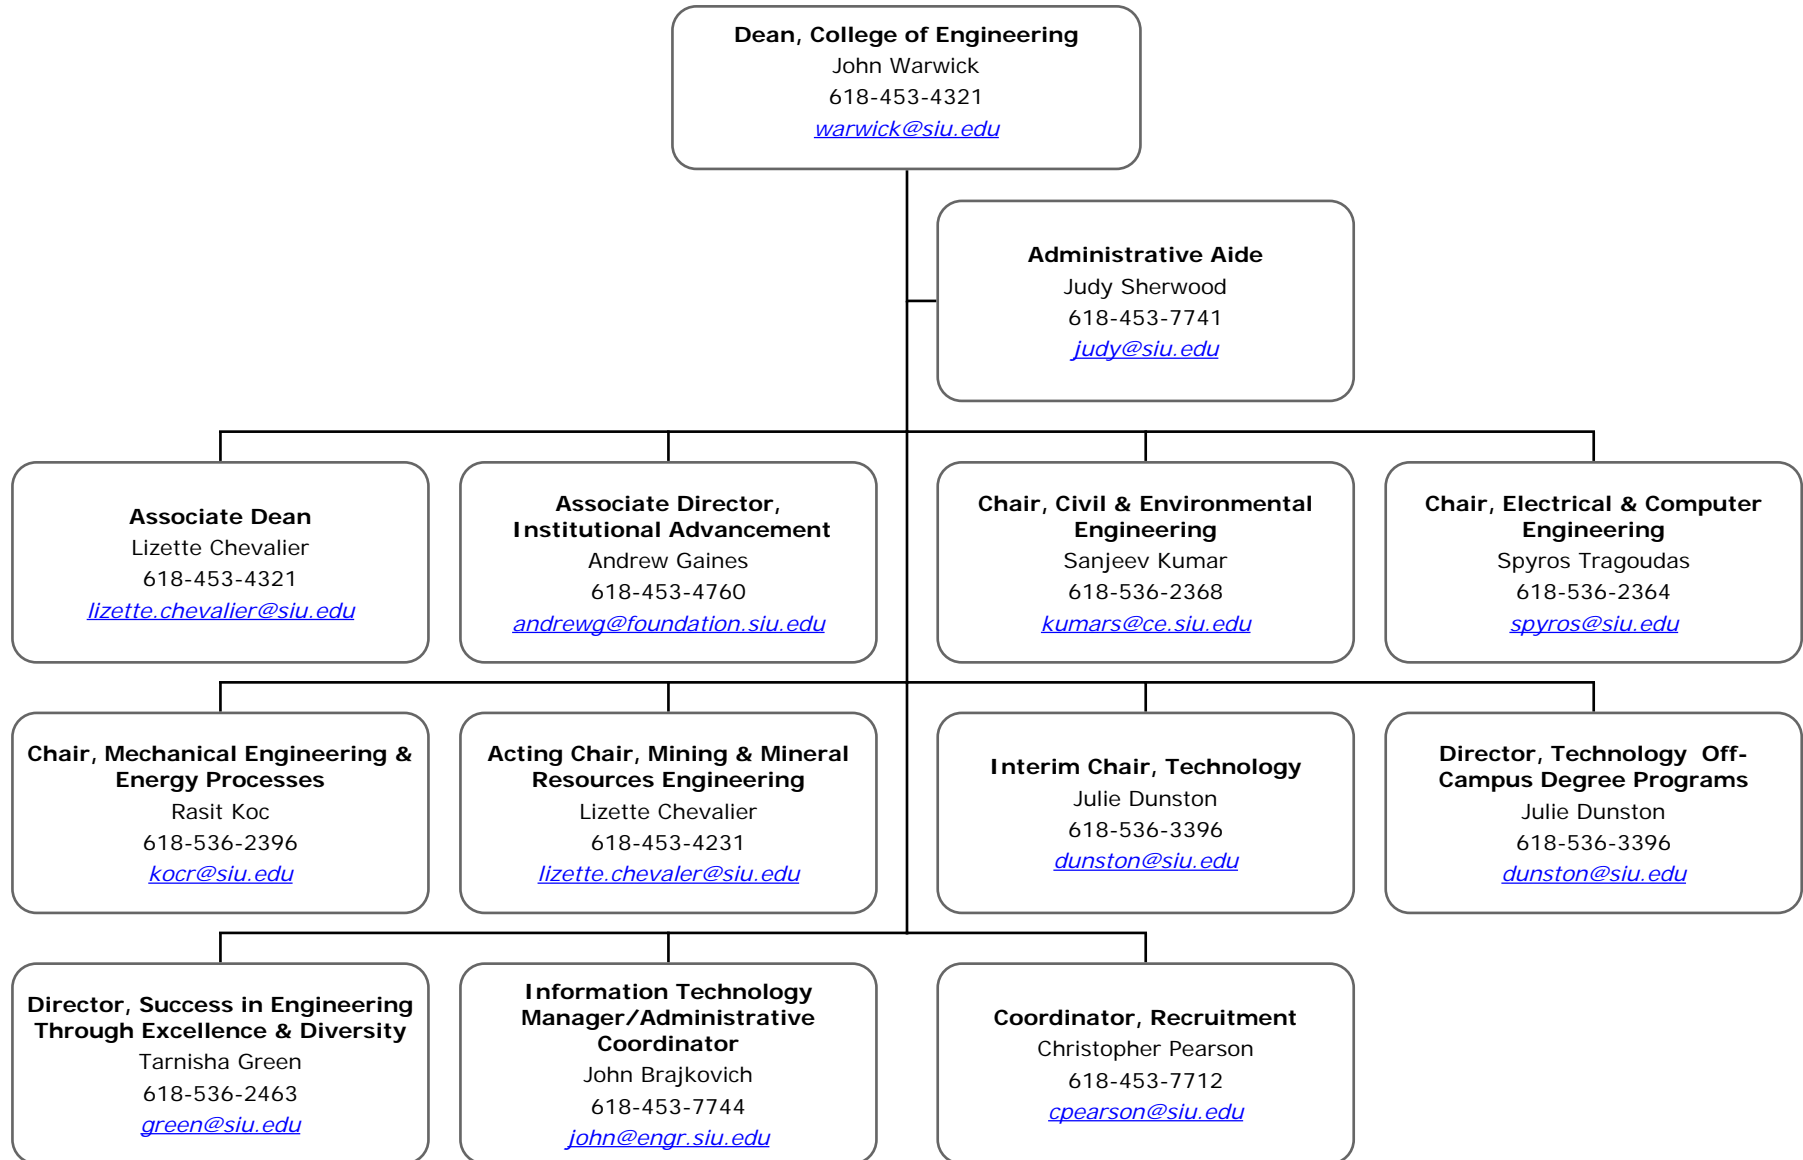 Dean, College of Engineering
John Warwick
618-453-4321
warwick@siu.edu
Administrative Aide
Judy Sherwood
618-453-7741
judy@siu.edu
Associate Dean
Lizette Chevalier
618-453-4321
lizette.chevalier@siu.edu
Associate Director,
Institutional Advancement
Andrew Gaines
618-453-4760
andrewg@foundation.siu.edu
Chair, Civil & Environmental
Engineering
Sanjeev Kumar
618-536-2368
kumars@ce.siu.edu
Chair, Electrical & Computer
Engineering
Spyros Tragoudas
618-536-2364
spyros@siu.edu
Chair, Mechanical Engineering &
Energy Processes
Rasit Koc
618-536-2396
kocr@siu.edu
Acting Chair, Mining & Mineral
Resources Engineering
Lizette Chevalier
618-453-4231
lizette.chevaler@siu.edu
Interim Chair, Technology
Julie Dunston
618-536-3396
dunston@siu.edu
Director, Technology  Off-
Campus Degree Programs
Julie Dunston
618-536-3396
dunston@siu.edu
Director, Success in Engineering
Through Excellence & Diversity
Tarnisha Green
618-536-2463
green@siu.edu
Information Technology
Manager/Administrative
Coordinator
John Brajkovich
618-453-7744
john@engr.siu.edu
Coordinator, Recruitment
Christopher Pearson
618-453-7712
cpearson@siu.edu